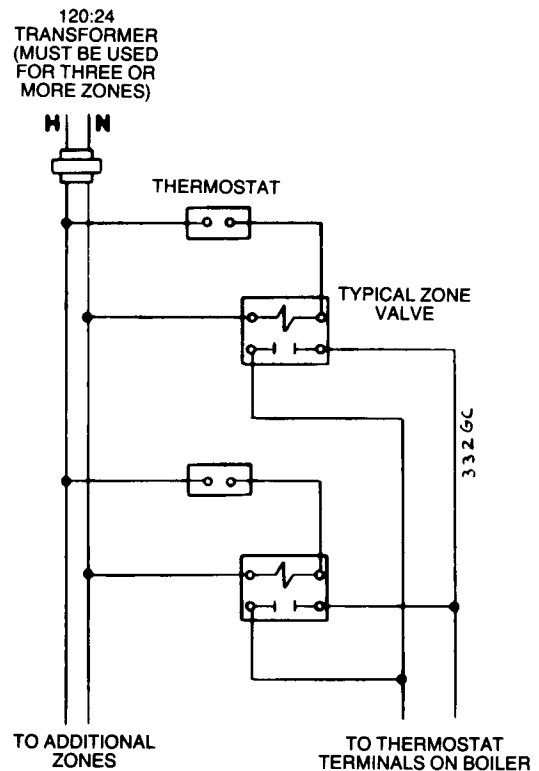 120:24
TRANSFORMER
(MUST BE USED
FOR THREE OR
MORE ZONES)
H N
THERMOSTAT
TYPICAL ZONE
VALVE
332GC
TO ADDITIONAL
ZONES
TO THERMOSTAT
TERMINALS ON BOILER